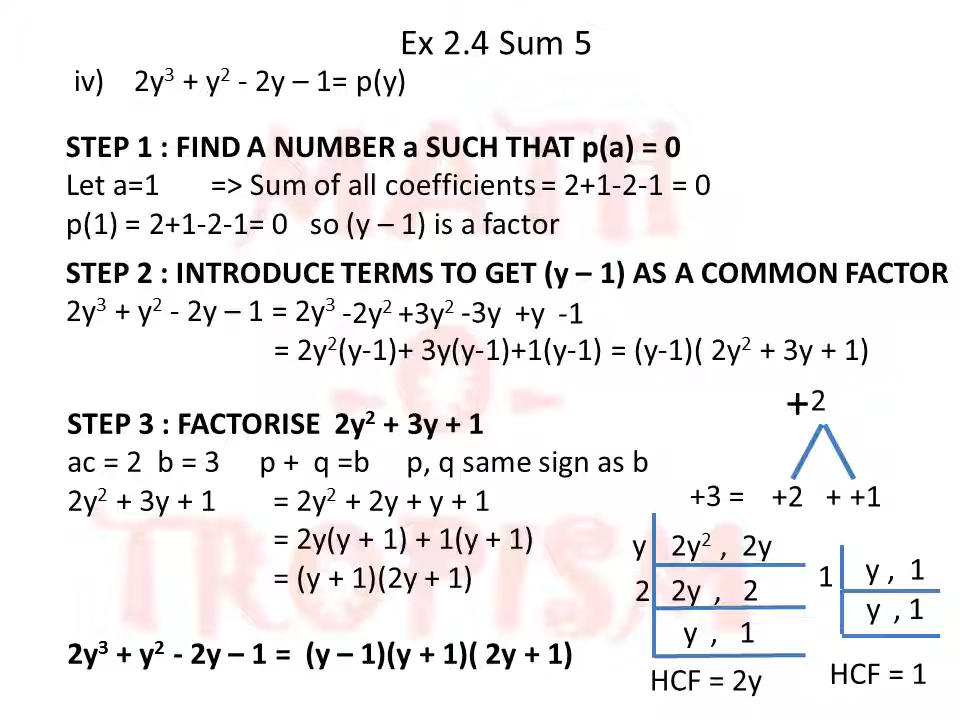 Ex 2.4 Sum 5
iv) 2y³ + y² - 2y – 1= p(y)
STEP 1 : FIND A NUMBER a SUCH THAT p(a) = 0
Let a=1 => Sum of all coefficients = 2+1-2-1 = 0
p(1) = 2+1-2-1= 0 so (y – 1) is a factor
STEP 2 : INTRODUCE TERMS TO GET (y – 1) AS A COMMON FACTOR
2y³ + y² - 2y – 1 = 2y³ -2y² +3y² -3y +y -1
= 2y²(y-1)+ 3y(y-1)+1(y-1) = (y-1)( 2y² + 3y + 1)
+2
STEP 3 : FACTORISE 2y² + 3y + 1
ac = 2 b = 3 p + q =b p, q same sign as b
+3 = +2 + +1
2y² + 3y + 1 = 2y² + 2y + y + 1
= 2y(y + 1) + 1(y + 1)
= (y + 1)(2y + 1)
y 2y² , 2y
2 2y , 2
y , 1
HCF = 2y
1 y , 1
y , 1
HCF = 1
2y³ + y² - 2y – 1 = (y – 1)(y + 1)( 2y + 1)
MATH
-O-
TROPISM